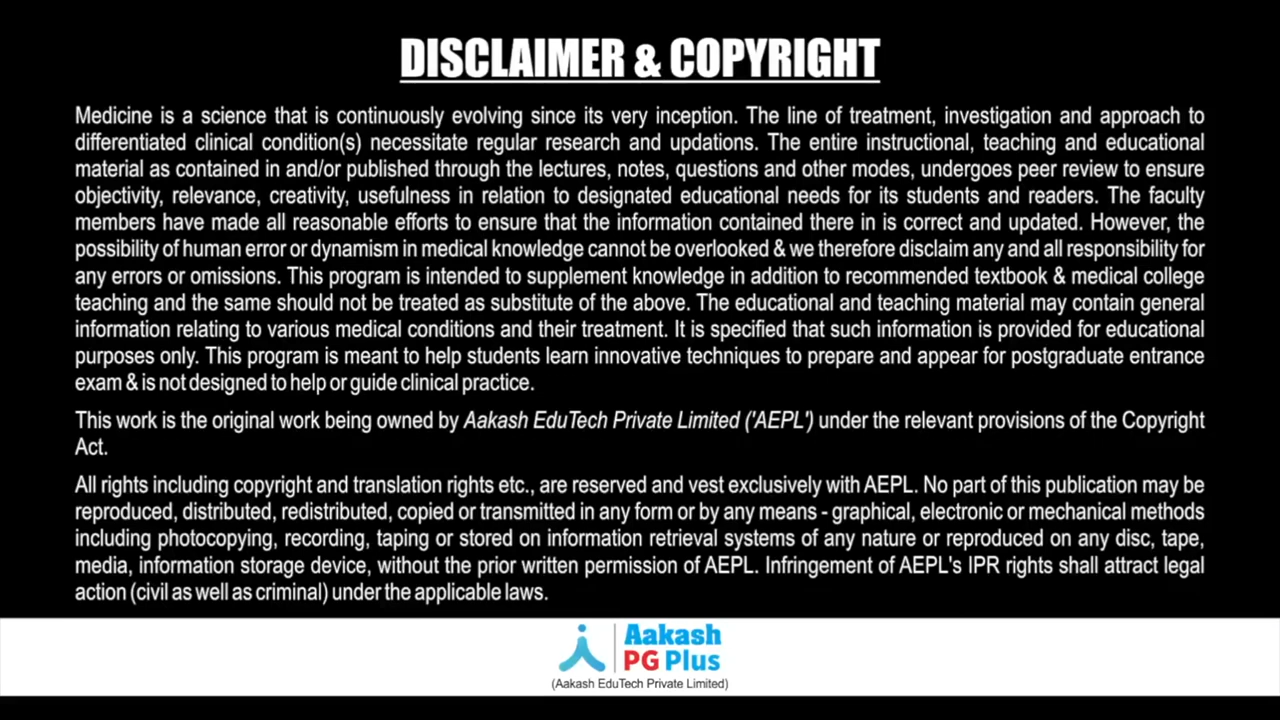 DISCLAIMER & COPYRIGHT
Medicine is a science that is continuously evolving since its very inception. The line of treatment, investigation and approach to
differentiated clinical condition(s) necessitate regular research and updations. The entire instructional, teaching and educational
material as contained in and/or published through the lectures, notes, questions and other modes, undergoes peer review to ensure
objectivity, relevance, creativity, usefulness in relation to designated educational needs for its students and readers. The faculty
members have made all reasonable efforts to ensure that the information contained there in is correct and updated. However, the
possibility of human error or dynamism in medical knowledge cannot be overlooked & we therefore disclaim any and all responsibility for
any errors or omissions. This program is intended to supplement knowledge in addition to recommended textbook & medical college
teaching and the same should not be treated as substitute of the above. The educational and teaching material may contain general
information relating to various medical conditions and their treatment. It is specified that such information is provided for educational
purposes only. This program is meant to help students learn innovative techniques to prepare and appear for postgraduate entrance
exam & is not designed to help or guide clinical practice.
This work is the original work being owned by Aakash EduTech Private Limited ('AEPL') under the relevant provisions of the Copyright
Act.
All rights including copyright and translation rights etc., are reserved and vest exclusively with AEPL. No part of this publication may be
reproduced, distributed, redistributed, copied or transmitted in any form or by any means - graphical, electronic or mechanical methods
including photocopying, recording, taping or stored on information retrieval systems of any nature or reproduced on any disc, tape,
media, information storage device, without the prior written permission of AEPL. Infringement of AEPL's IPR rights shall attract legal
action (civil as well as criminal) under the applicable laws.
Aakash
PG Plus
(Aakash EduTech Private Limited)